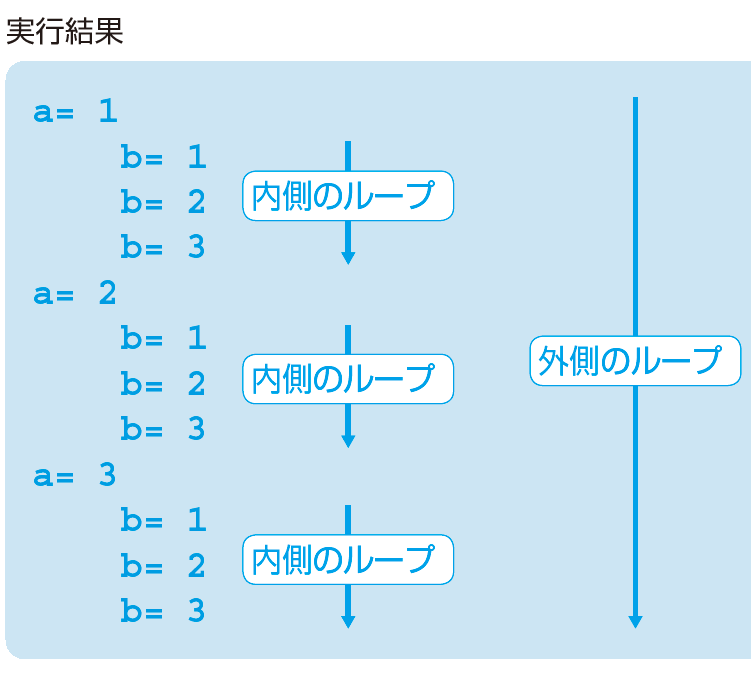 実行結果
a= 1
b= 1
b= 2
内側のループ
b= 3
a= 2
b= 1
外側のループ
b= 2
内側のループ
b= 3
a= 3
b= 1
b= 2
内側のループ
b= 3